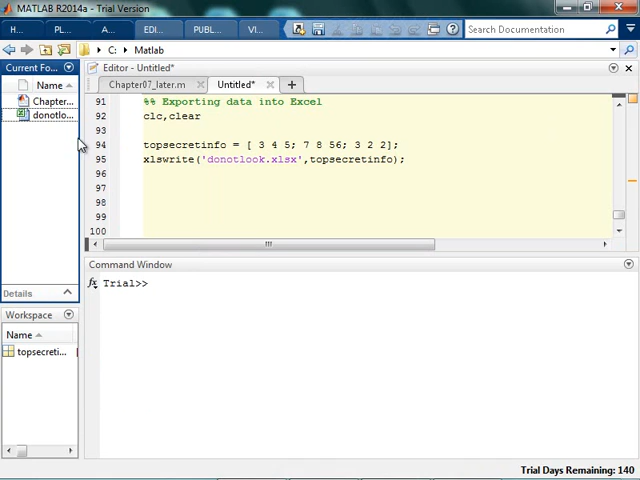 MATLAB R2014a - Trial Version
H... PL... A... EDI... PUBL... VI... Search Documentation
C: Matlab
Current Fo... Editor - Untitled*
Name
Chapter...
donotlo...
Chapter07_later.m Untitled*
91 %% Exporting data into Excel
92 clc,clear
93
94 topsecretinfo = [ 3 4 5; 7 8 56; 3 2 2];
95 xlswrite('donotlook.xlsx',topsecretinfo);
96
97
98
99
100
Command Window
fx Trial>>
Details
Workspace
Name
topsecreti...
Trial Days Remaining: 140